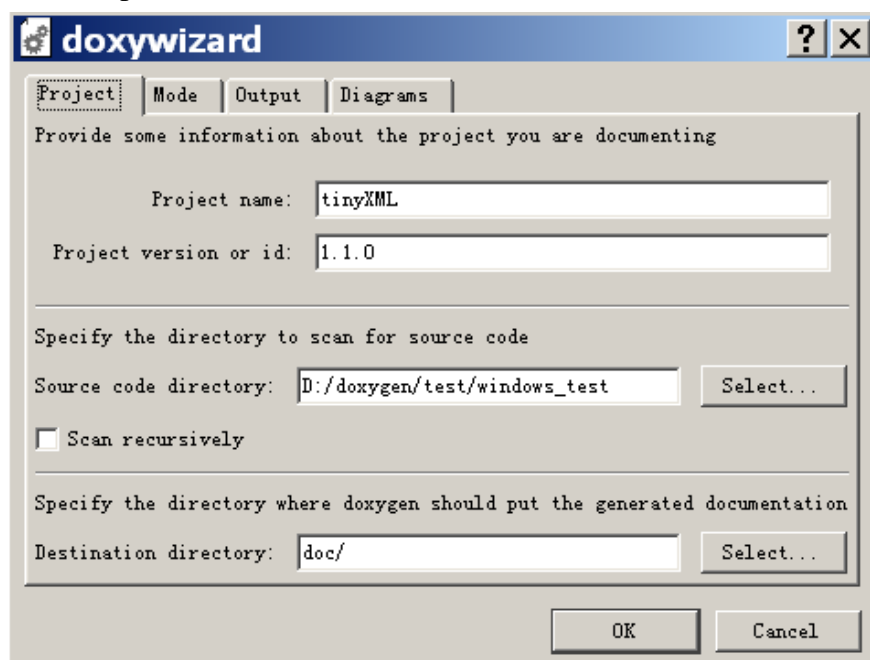 doxywizard
Project Mode Output Diagrams
Provide some information about the project you are documenting
Project name: tinyXML
Project version or id: 1.1.0
Specify the directory to scan for source code
Source code directory: D:/doxygen/test/windows_test Select...
Scan recursively
Specify the directory where doxygen should put the generated documentation
Destination directory: doc/ Select...
OK Cancel